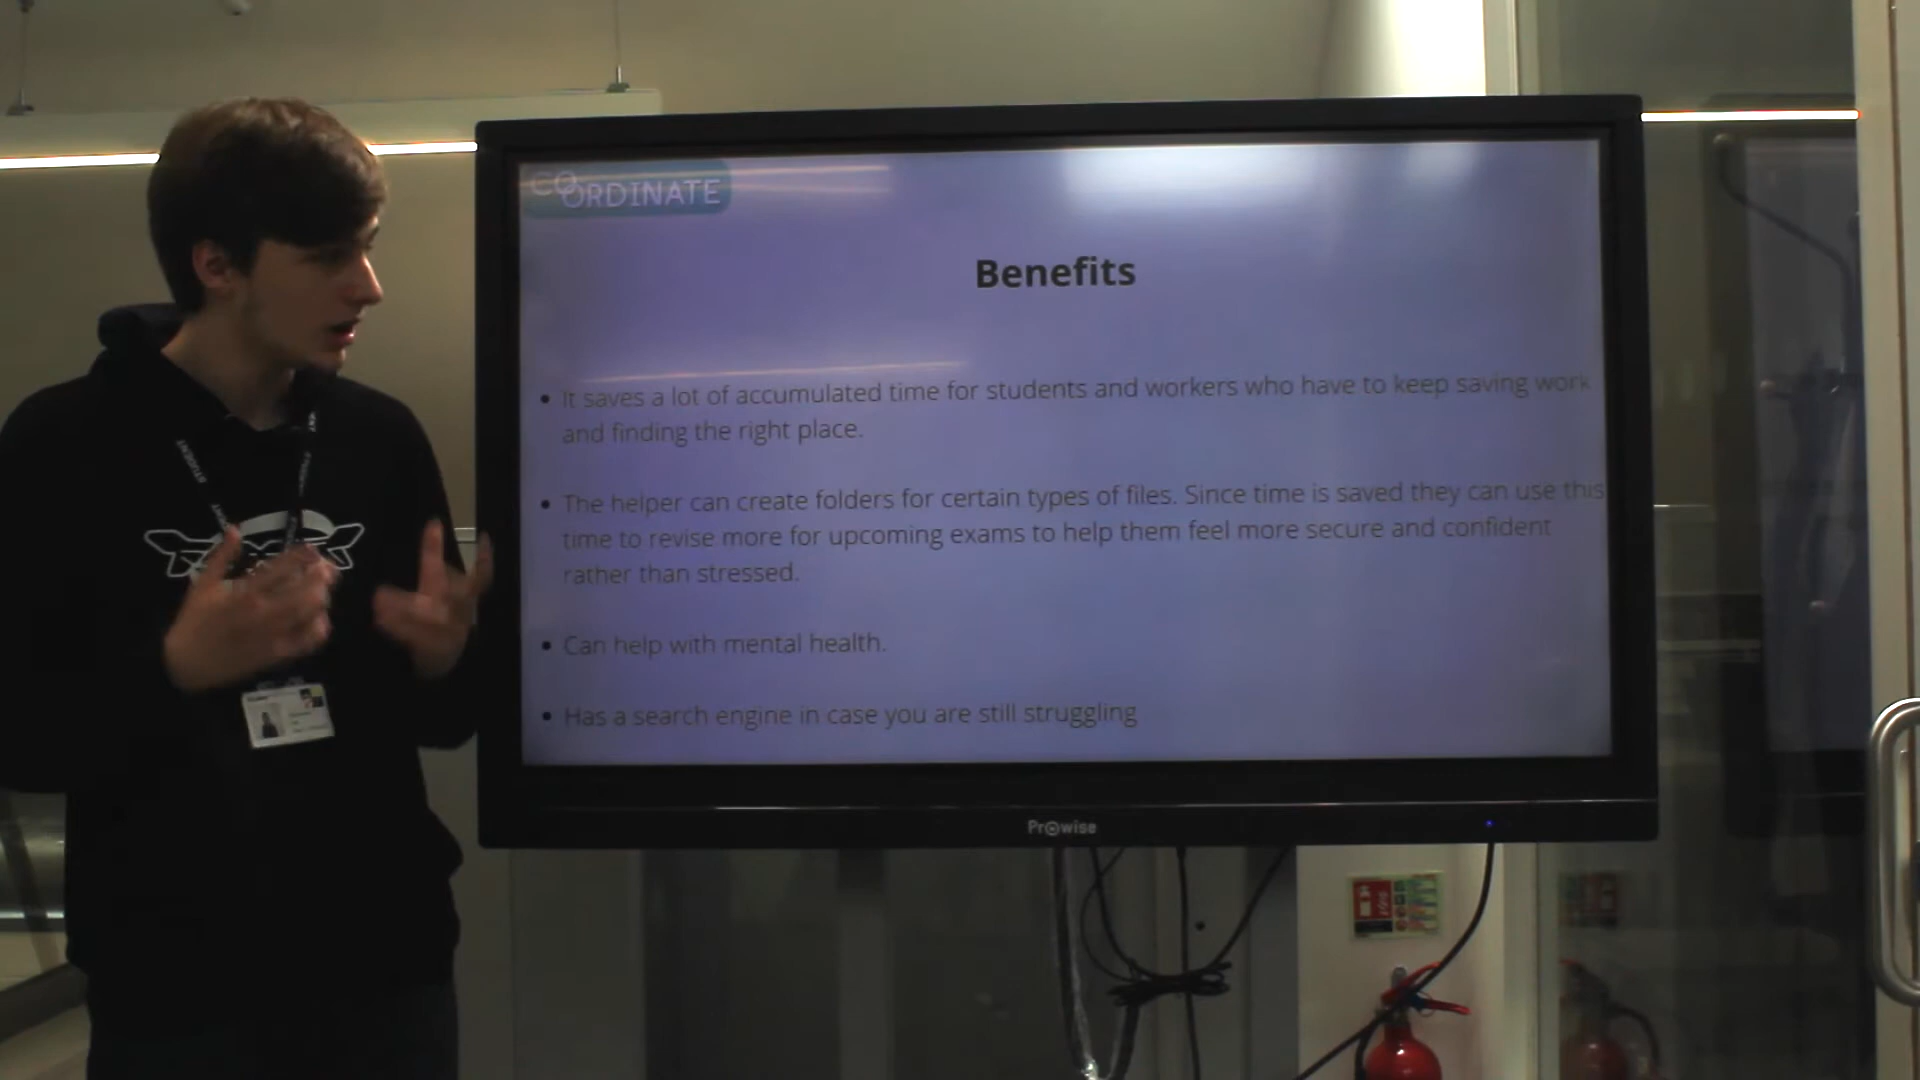 CO
ORDINATE
Benefits
• It saves a lot of accumulated time for students and workers who have to keep saving work
and finding the right place.
• The helper can create folders for certain types of files. Since time is saved they can use this
time to revise more for upcoming exams to help them feel more secure and confident
rather than stressed.
• Can help with mental health.
• Has a search engine in case you are still struggling
Prowise
STUDENT